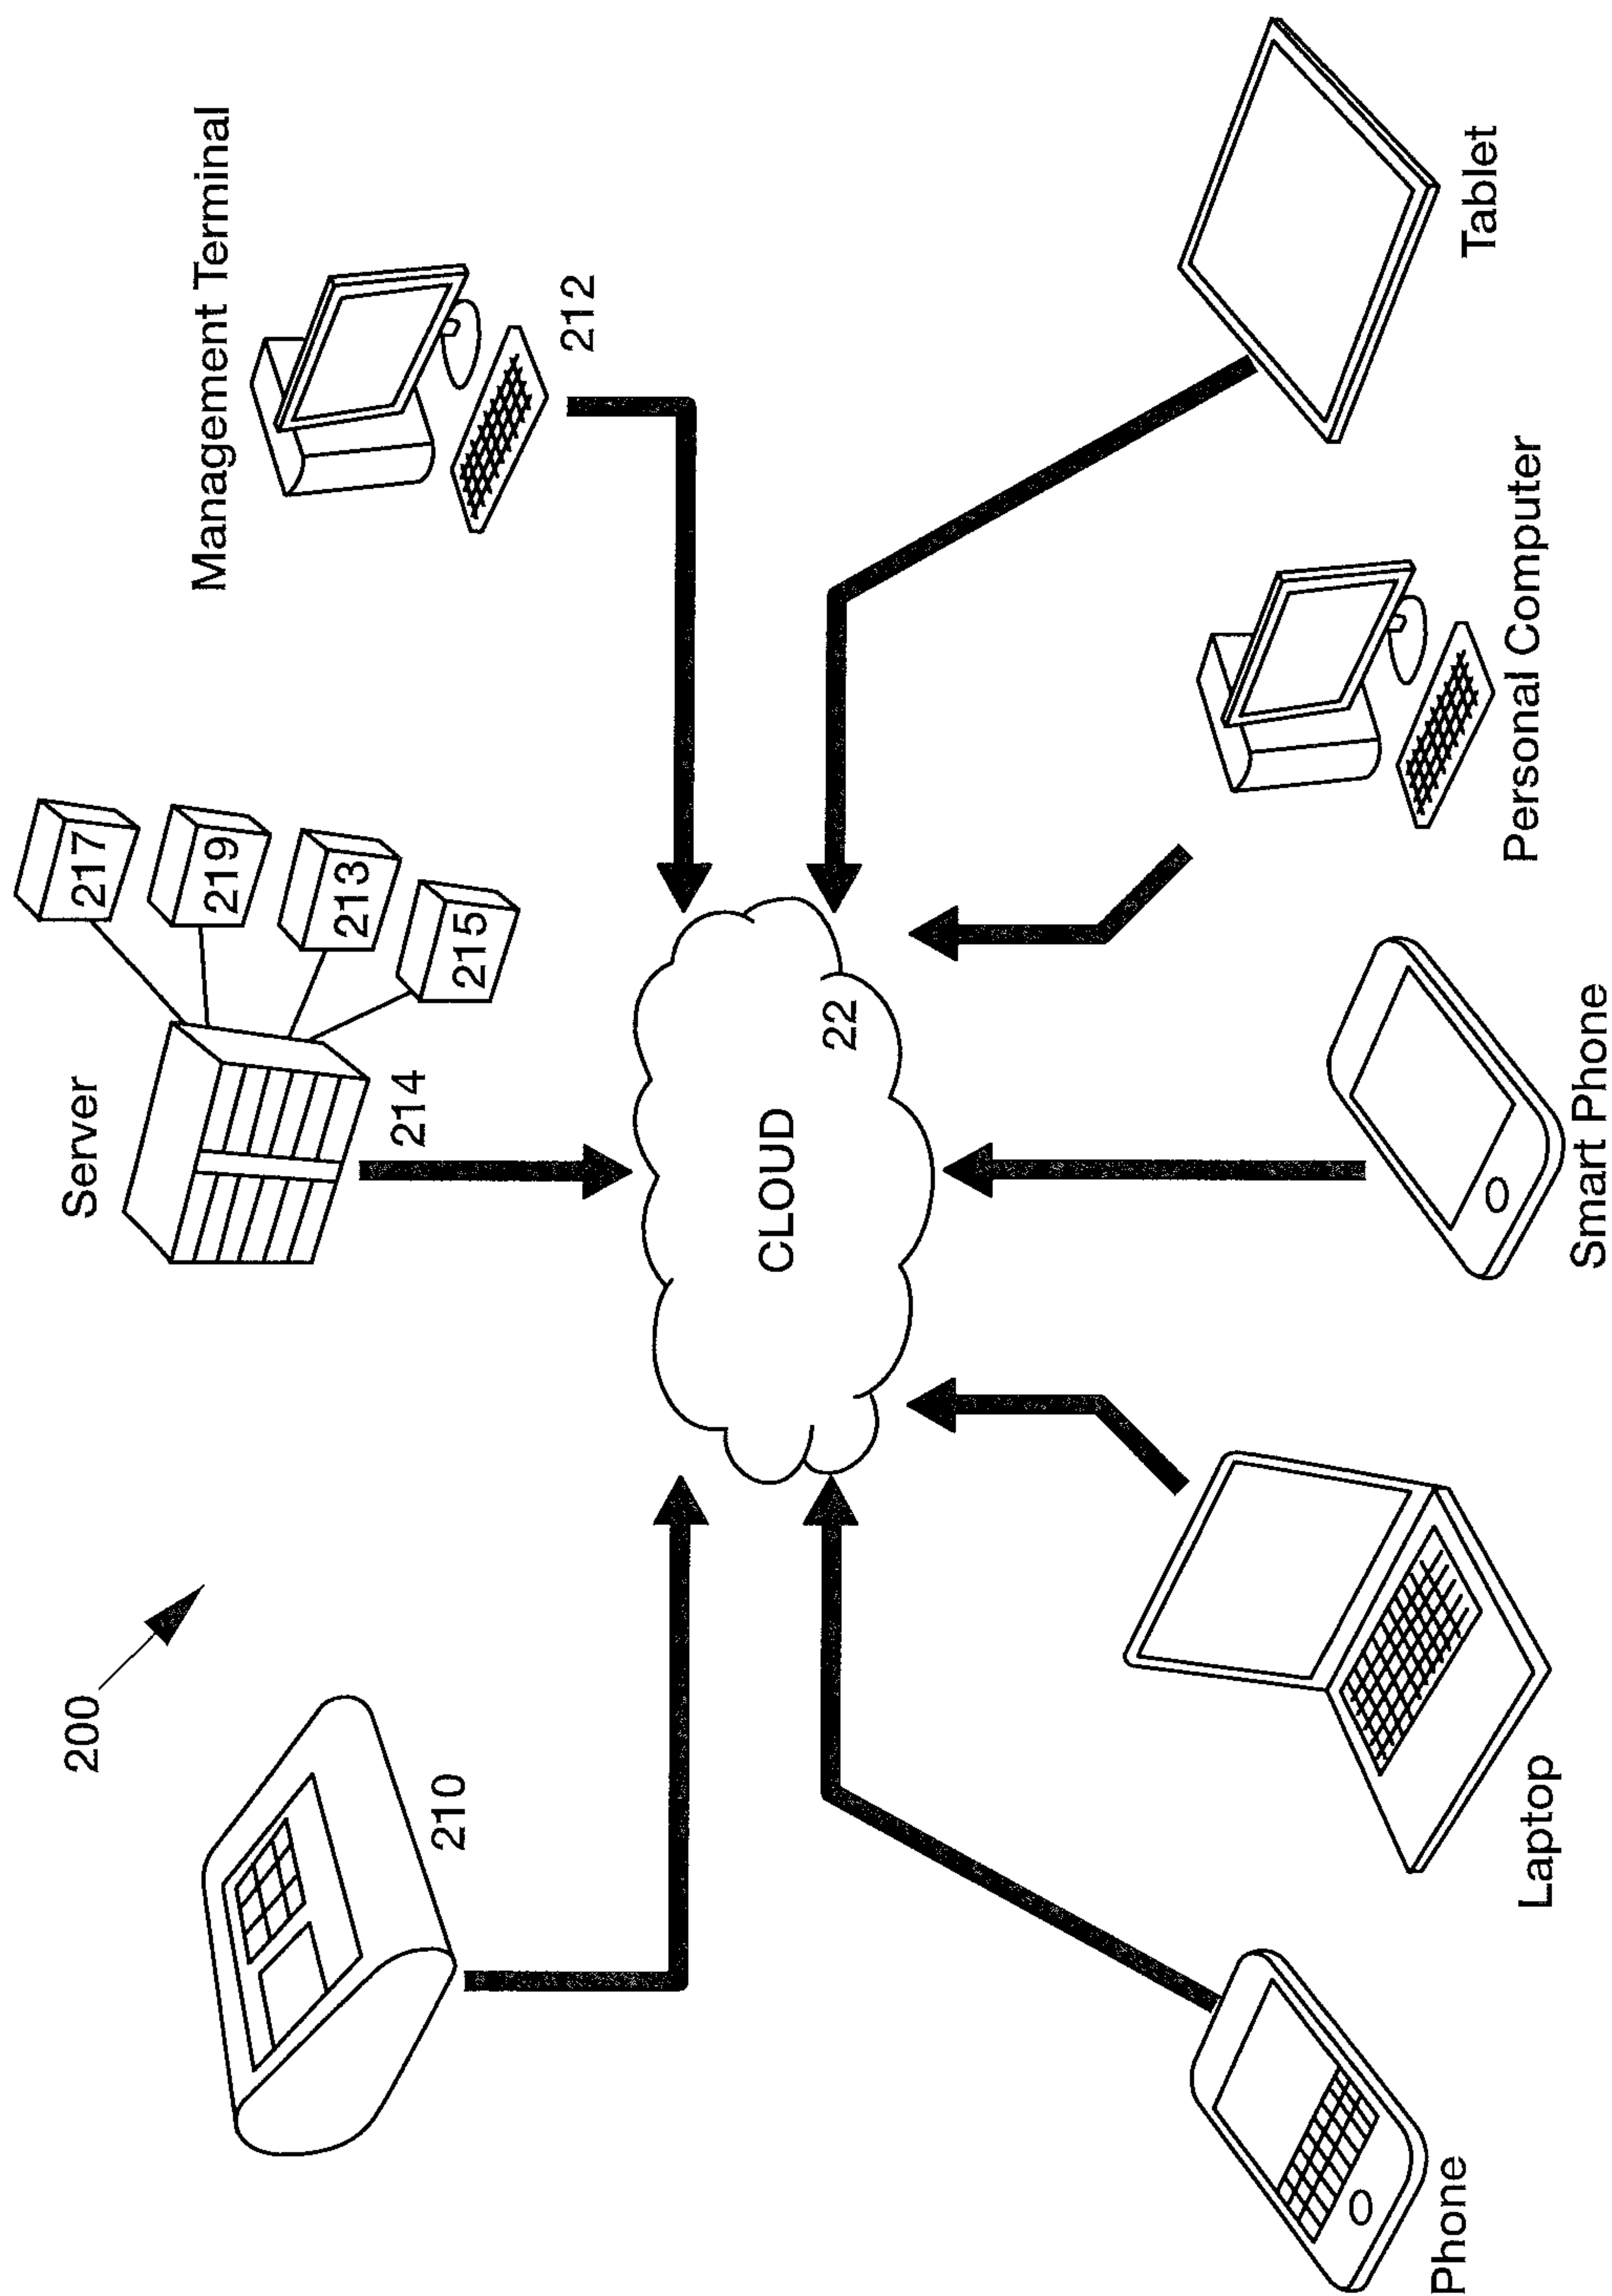 200
Server
217
219
213
215
Management Terminal
210
214
212
CLOUD
22
Phone
Laptop
Smart Phone
Personal Computer
Tablet